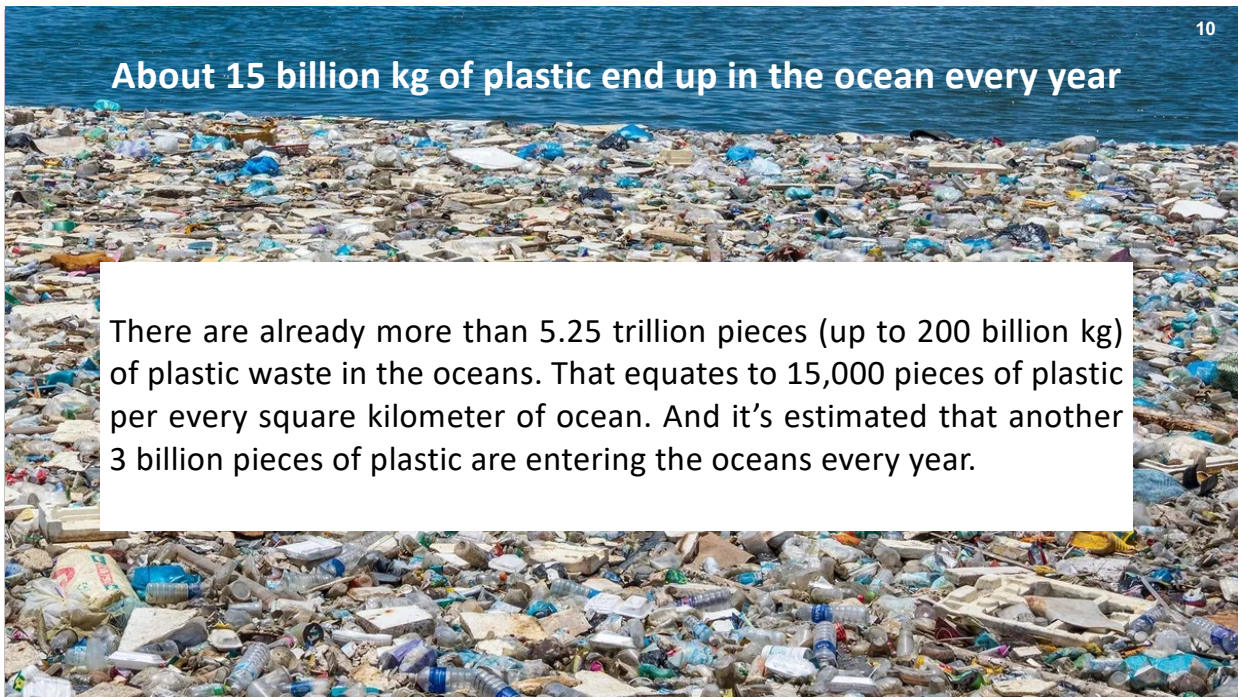 10
About 15 billion kg of plastic end up in the ocean every year
There are already more than 5.25 trillion pieces (up to 200 billion kg)
of plastic waste in the oceans. That equates to 15,000 pieces of plastic
per every square kilometer of ocean. And it’s estimated that another
3 billion pieces of plastic are entering the oceans every year.